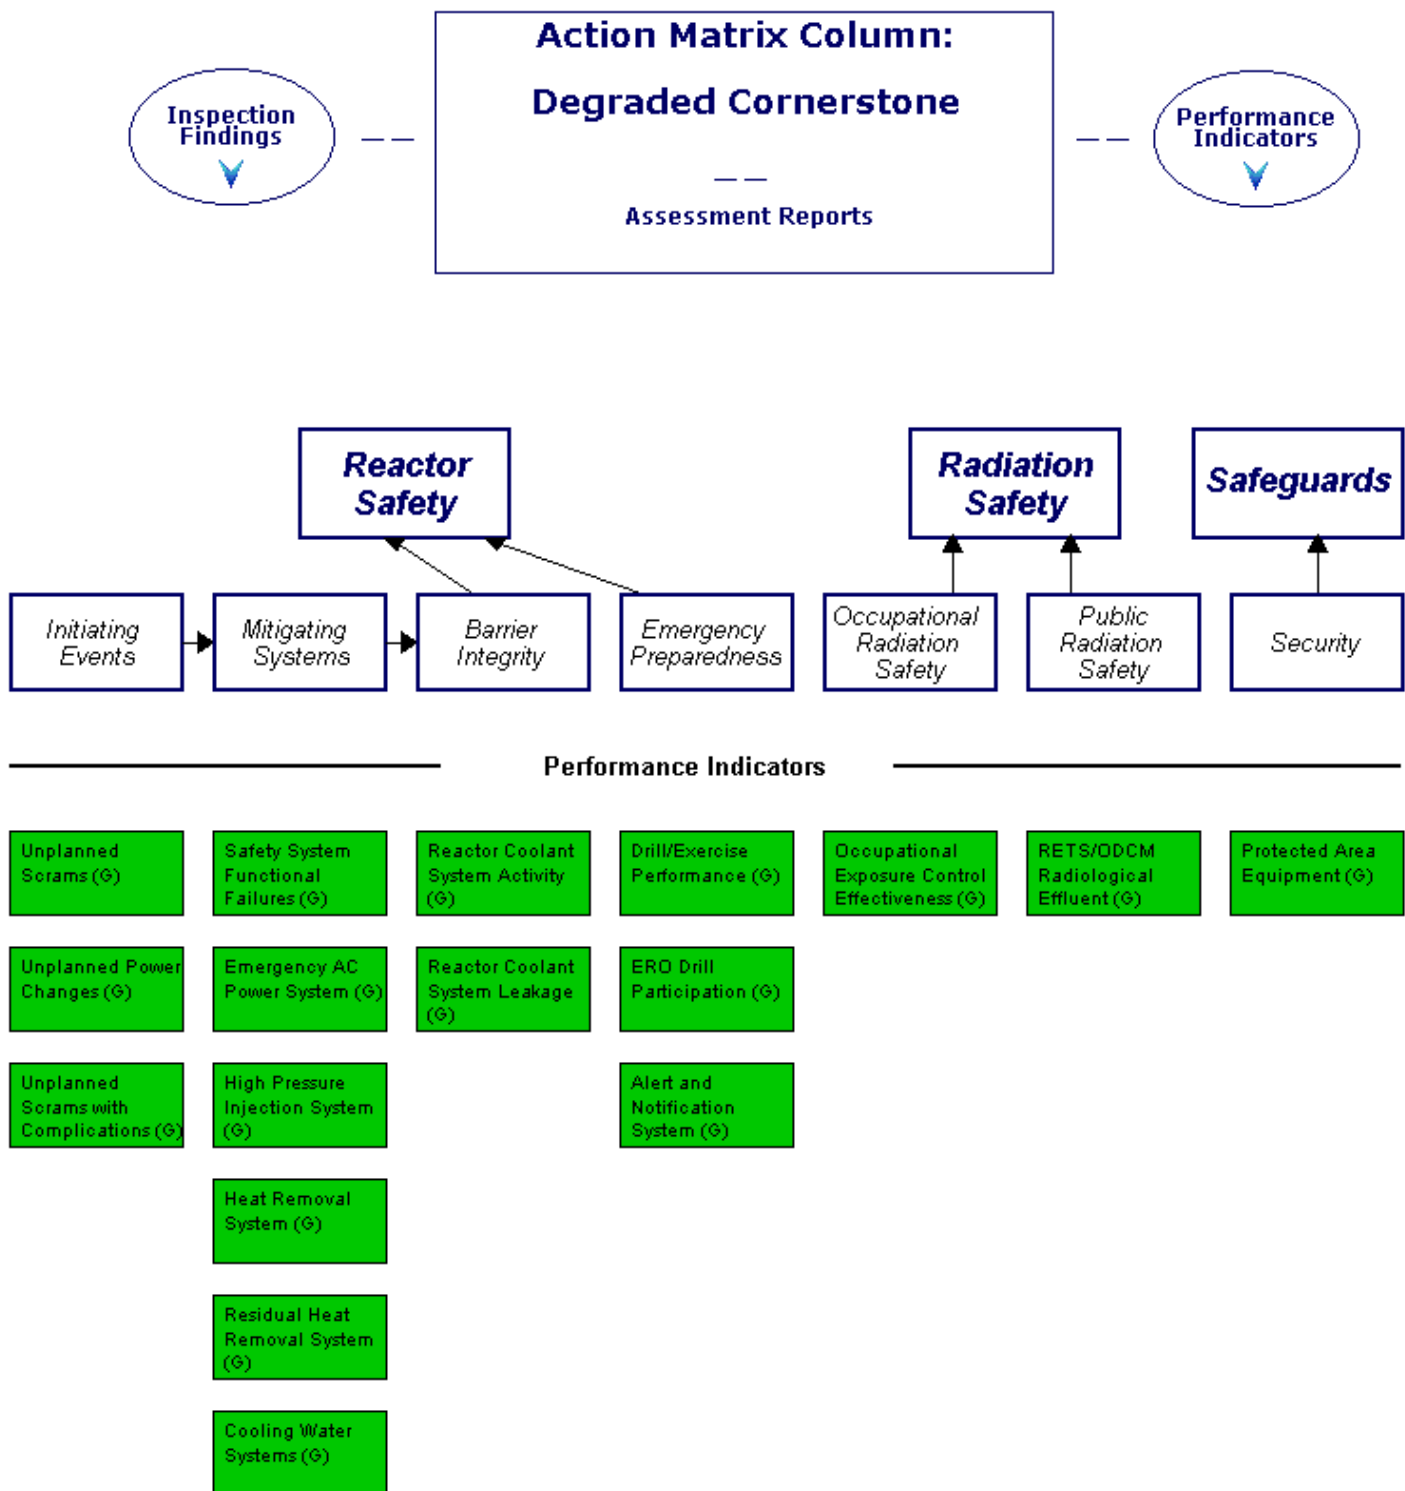 Action Matrix Column:
Degraded Cornerstone
Assessment Reports
Inspection
Findings
Performance
Indicators
Reactor
Safety
Radiation
Safety
Safeguards
Initiating
Events
Mitigating
Systems
Barrier
Integrity
Emergency
Preparedness
Occupational
Radiation
Safety
Public
Radiation
Safety
Security
Performance Indicators
Unplanned
Scrams (G)
Safety System
Functional
Failures (G)
Reactor Coolant
System Activity
(G)
Drill/Exercise
Performance (G)
Occupational
Exposure Control
Effectiveness (G)
RETS/ODCM
Radiological
Effluent (G)
Protected Area
Equipment (G)
Unplanned Power
Changes (G)
Emergency AC
Power System (G)
Reactor Coolant
System Leakage
(G)
ERO Drill
Participation (G)
Unplanned
Scrams with
Complications (G)
High Pressure
Injection System
(G)
Alert and
Notification
System (G)
Heat Removal
System (G)
Residual Heat
Removal System
(G)
Cooling Water
Systems (G)